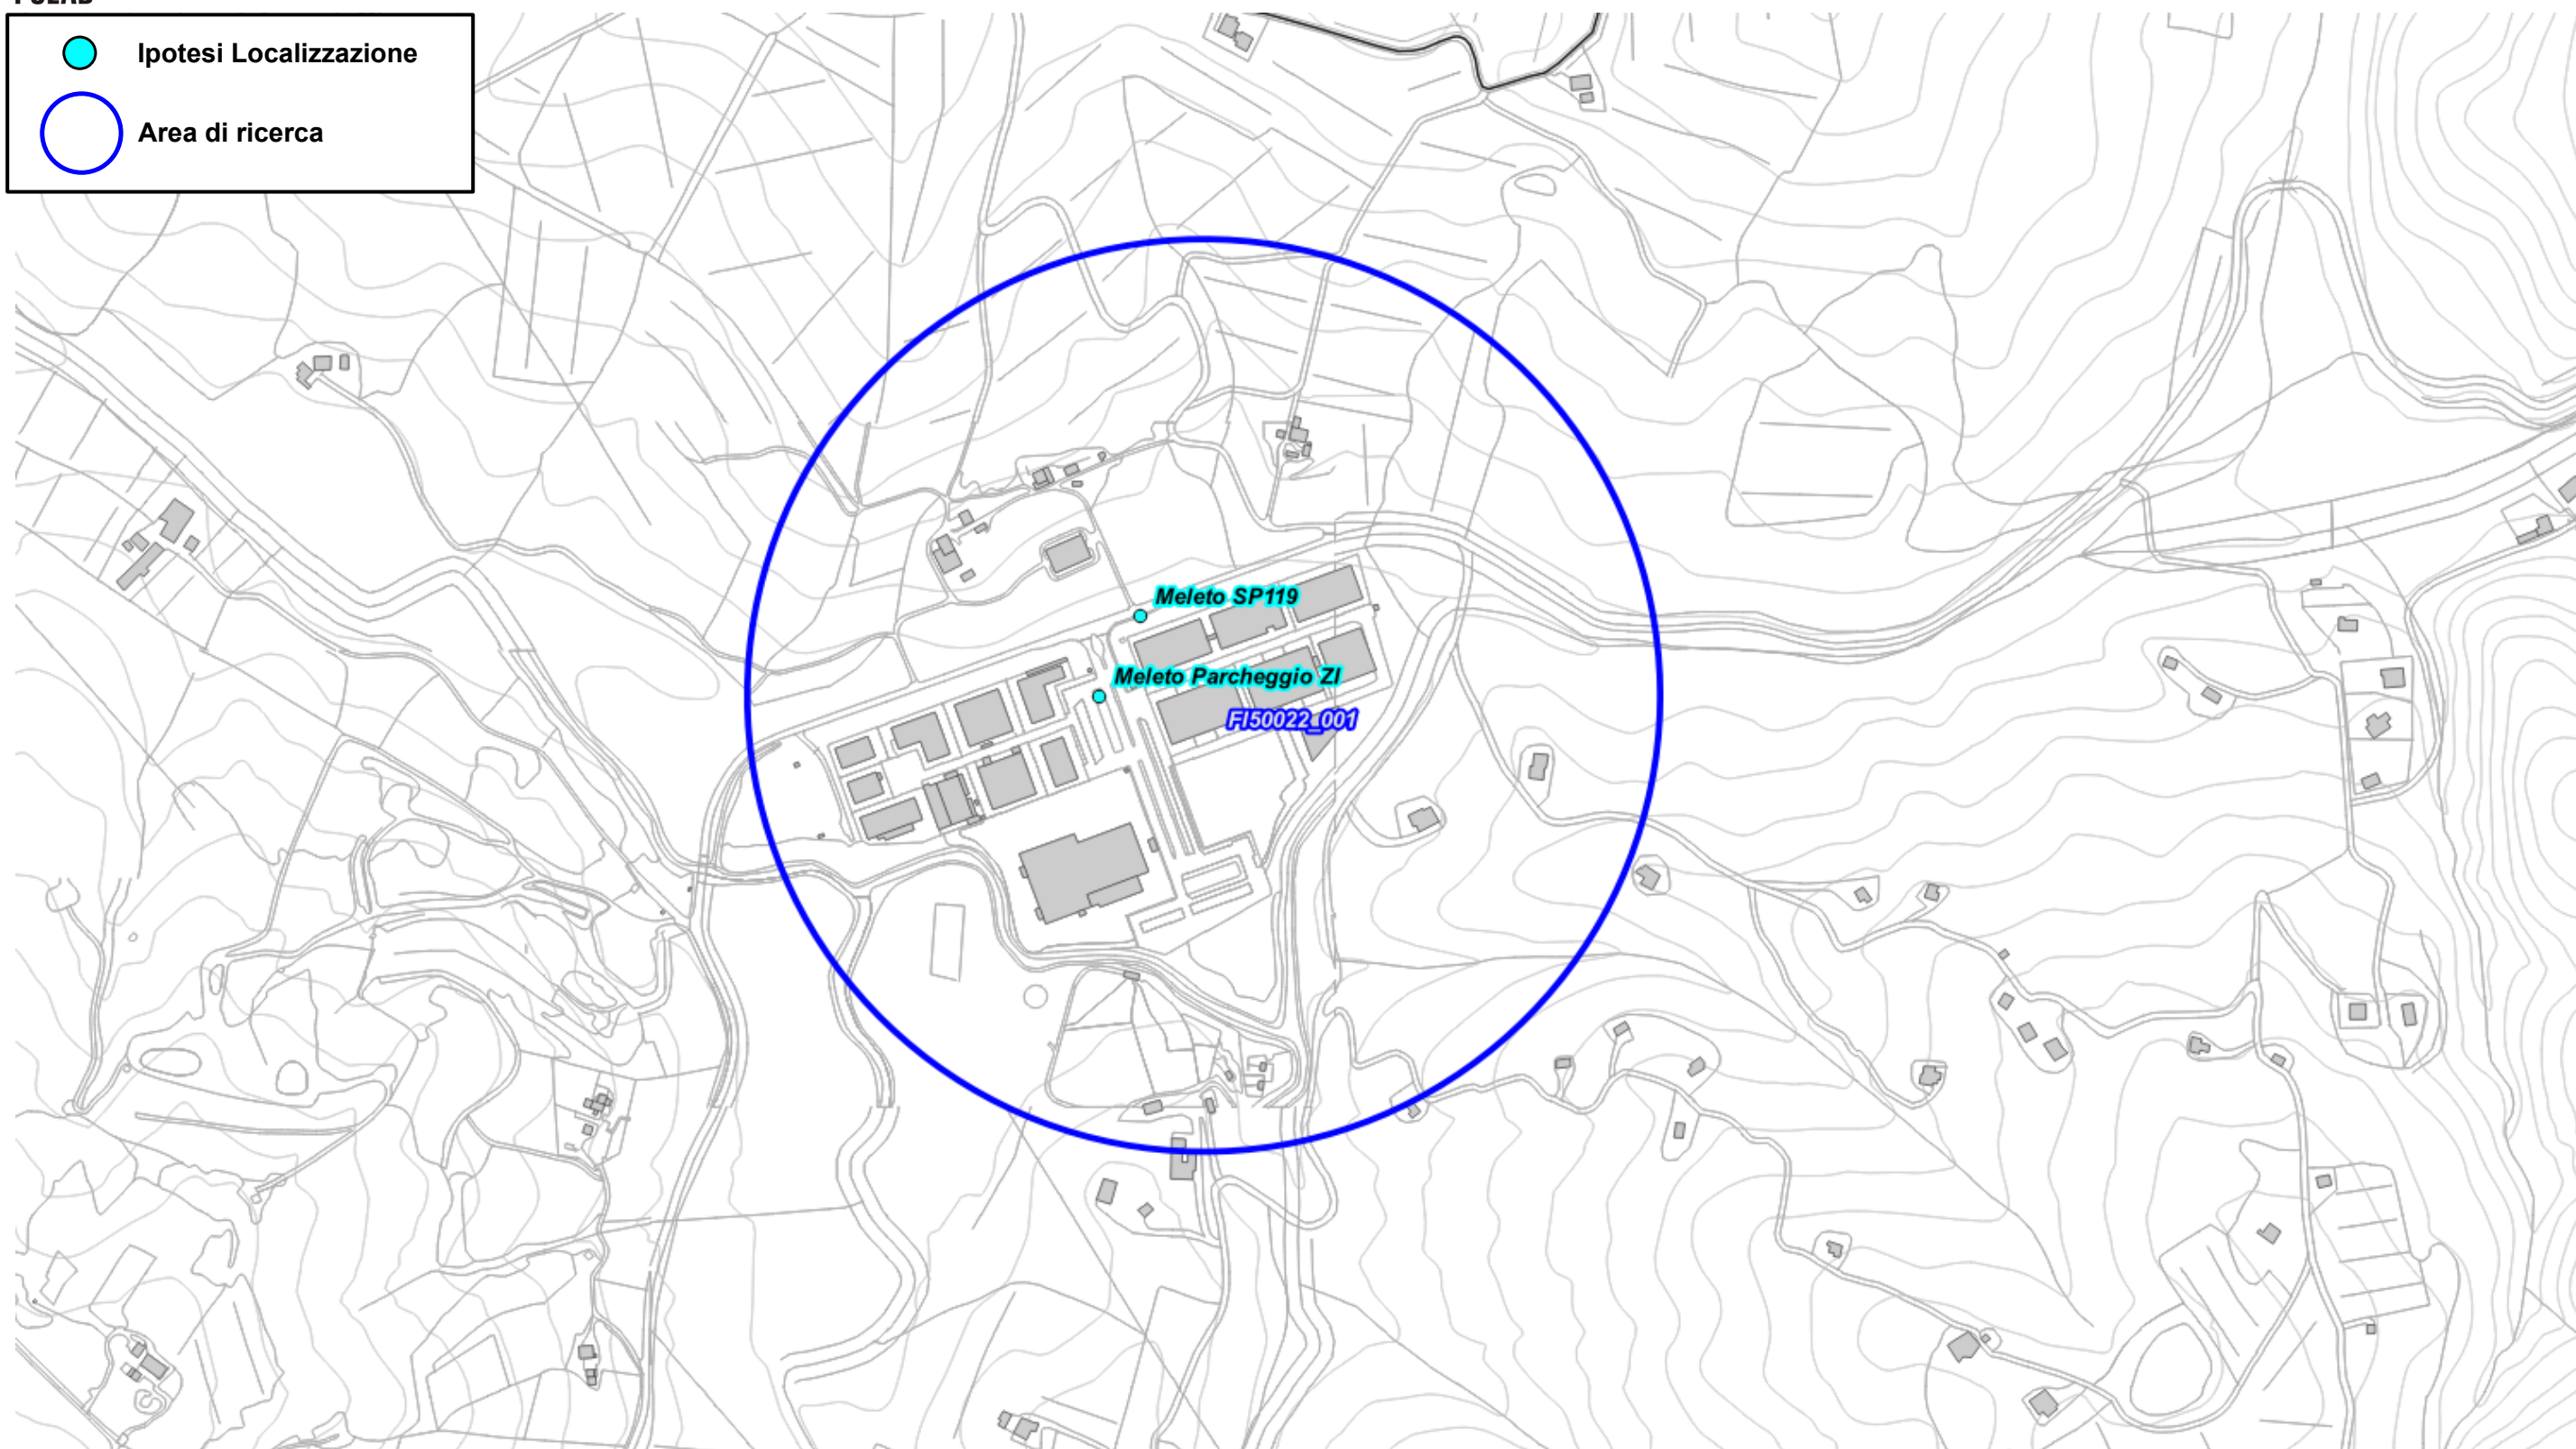 Ipotesi Localizzazione
Area di ricerca
Meleto SP119
Meleto Parcheggio ZI
FI50022_001